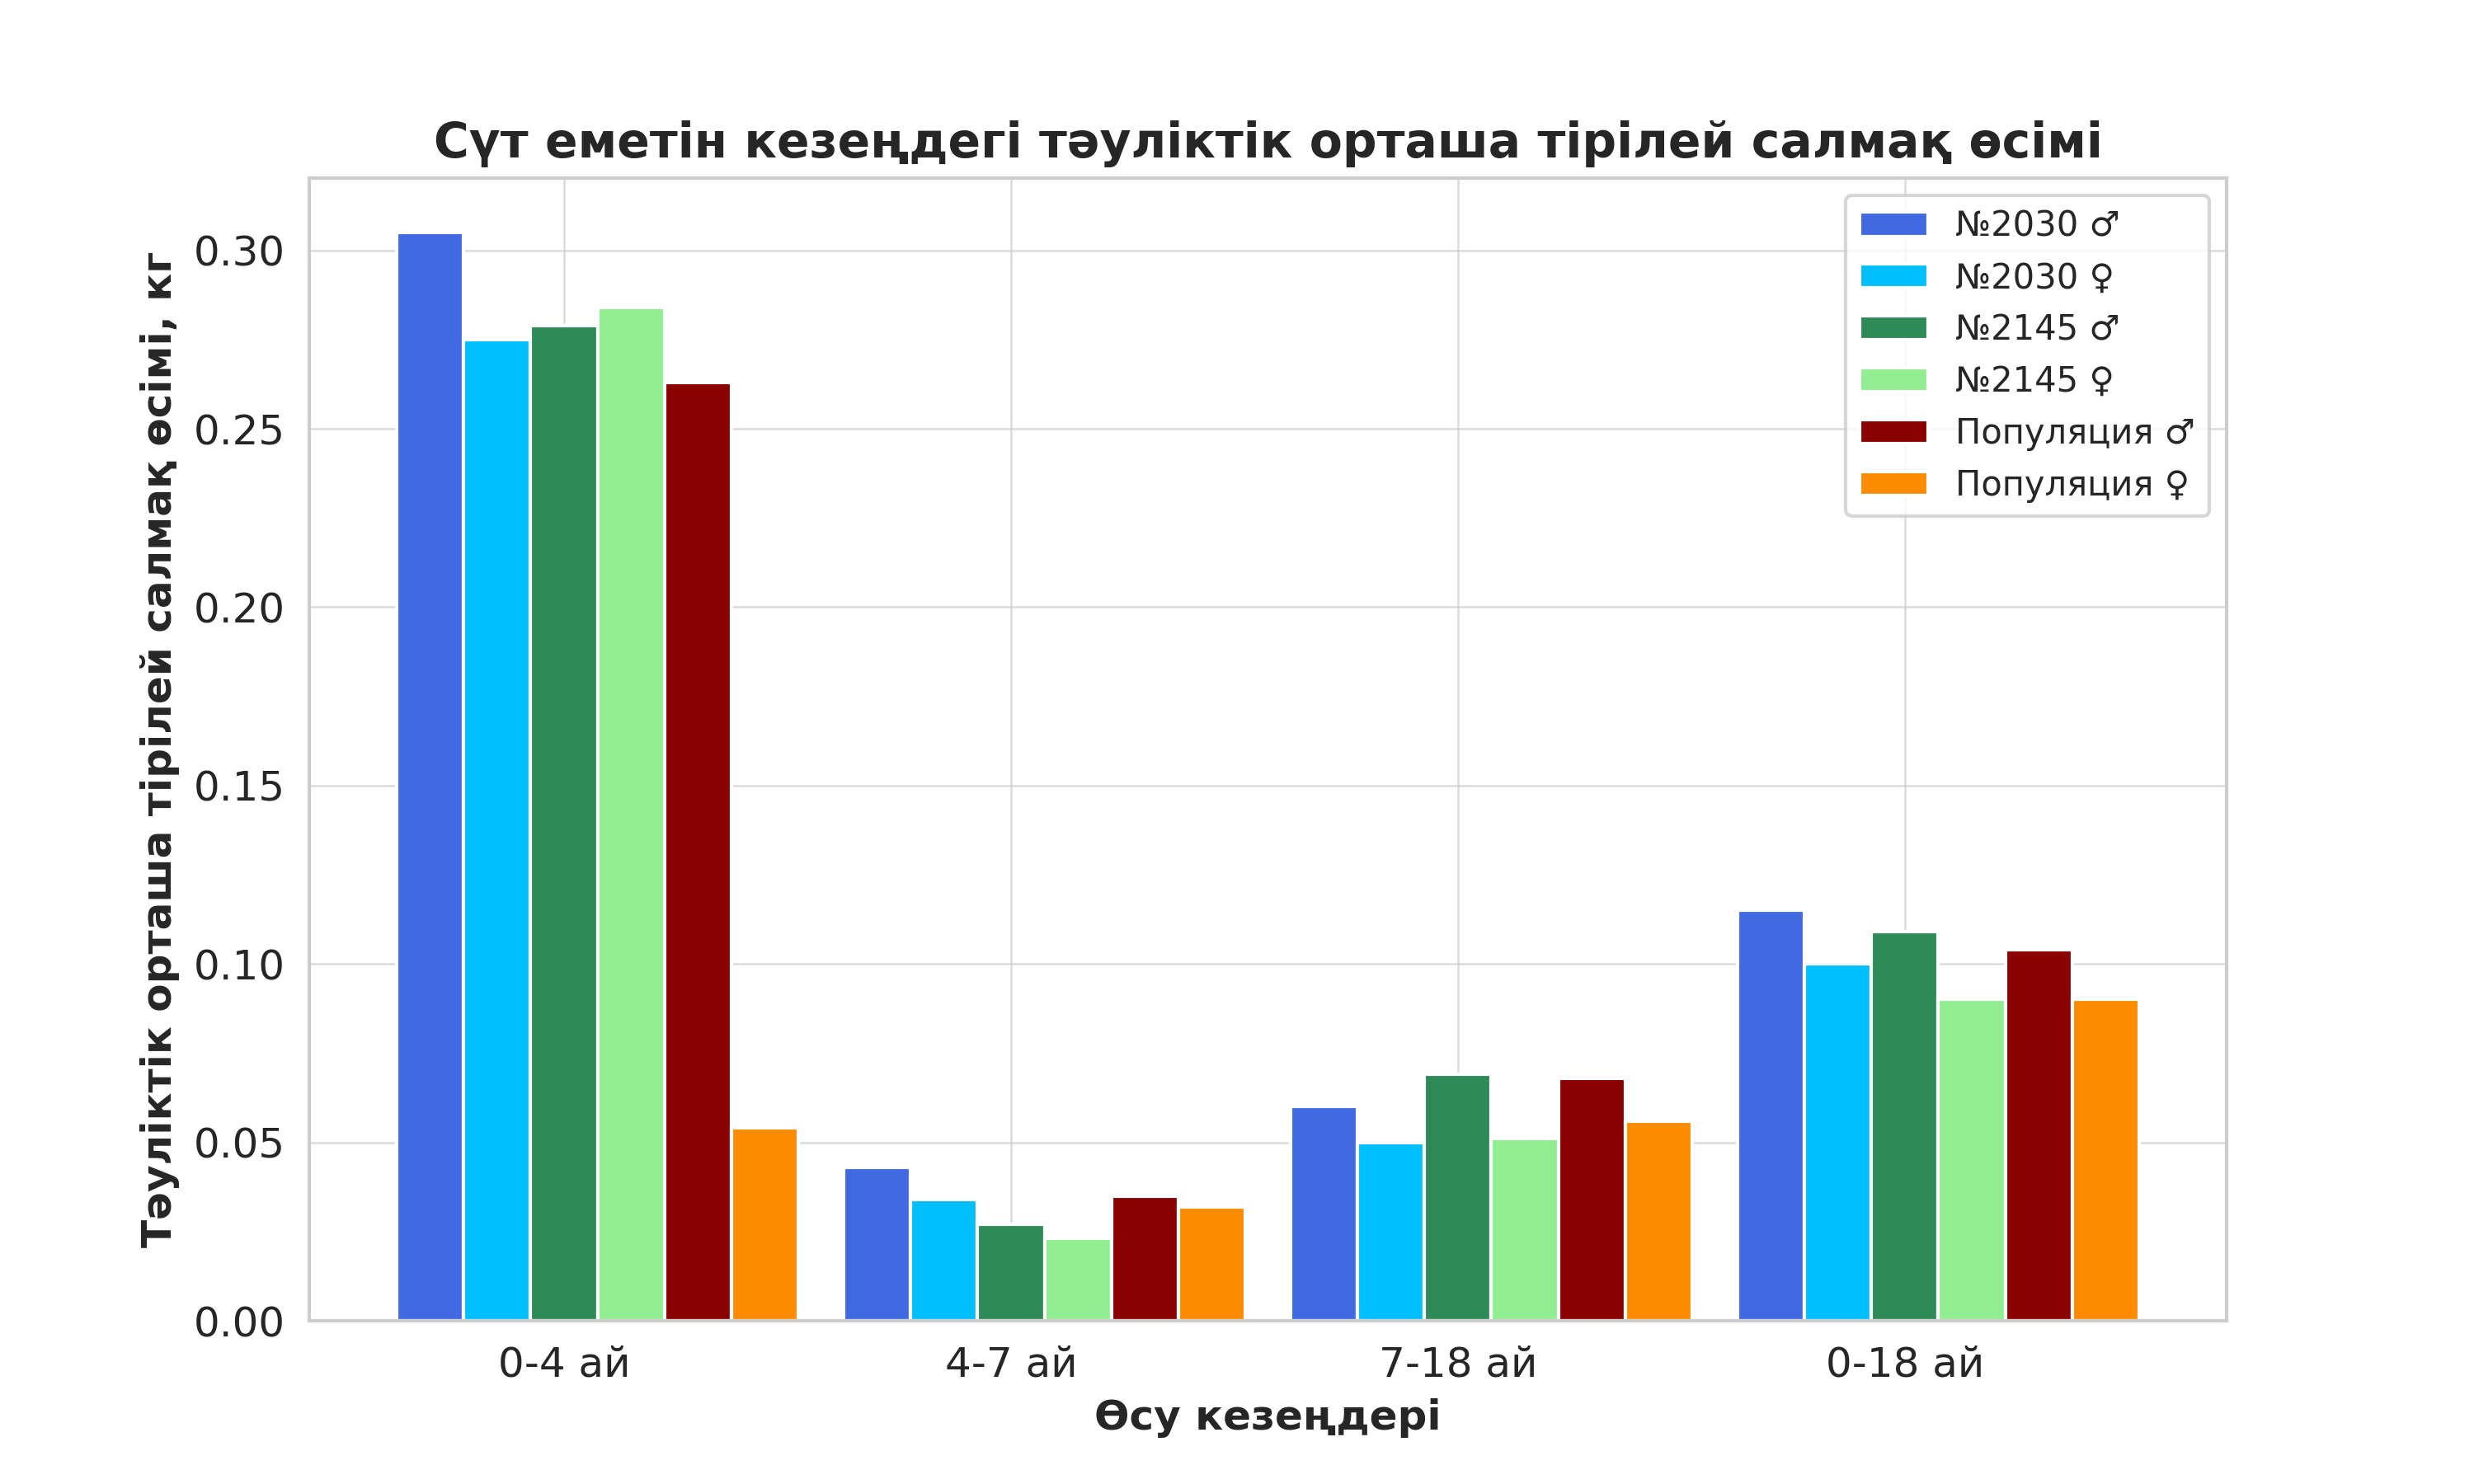 Сүт еметін кезеңдегі тәуліктік орташа тірілей салмақ өсімі
Тәуліктік орташа тірілей салмақ өсімі, кг
0.30
0.25
0.20
0.15
0.10
0.05
0.00
№2030 ♂
№2030 ♀
№2145 ♂
№2145 ♀
Популяция ♂
Популяция ♀
0-4 ай
4-7 ай
7-18 ай
0-18 ай
Өсу кезеңдері